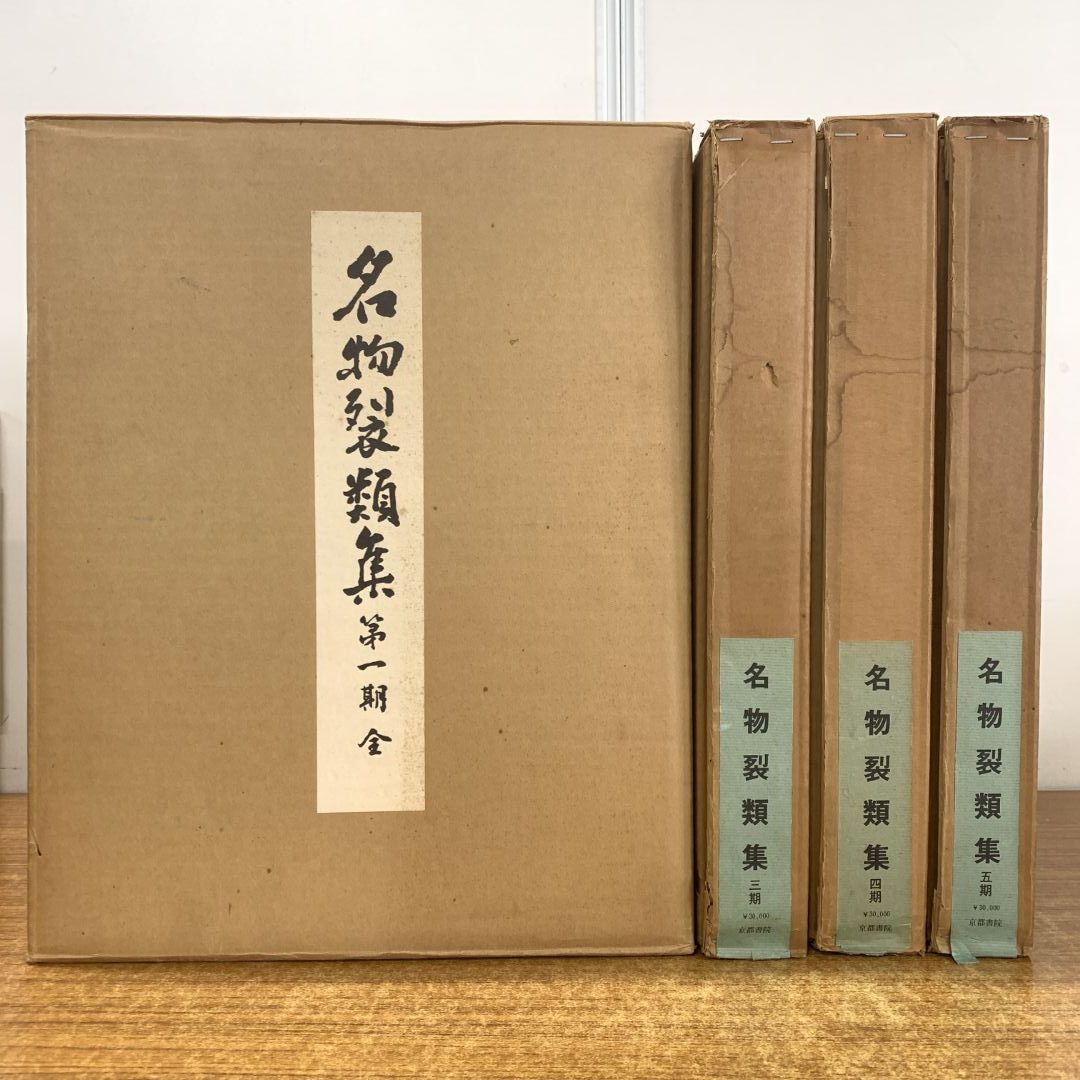 名物裂類集 第一期 全
名物裂類集
三期
¥30,000
京都書院
名物裂類集
四期
¥30,000
京都書院
名物裂類集
五期
¥30,000
京都書院